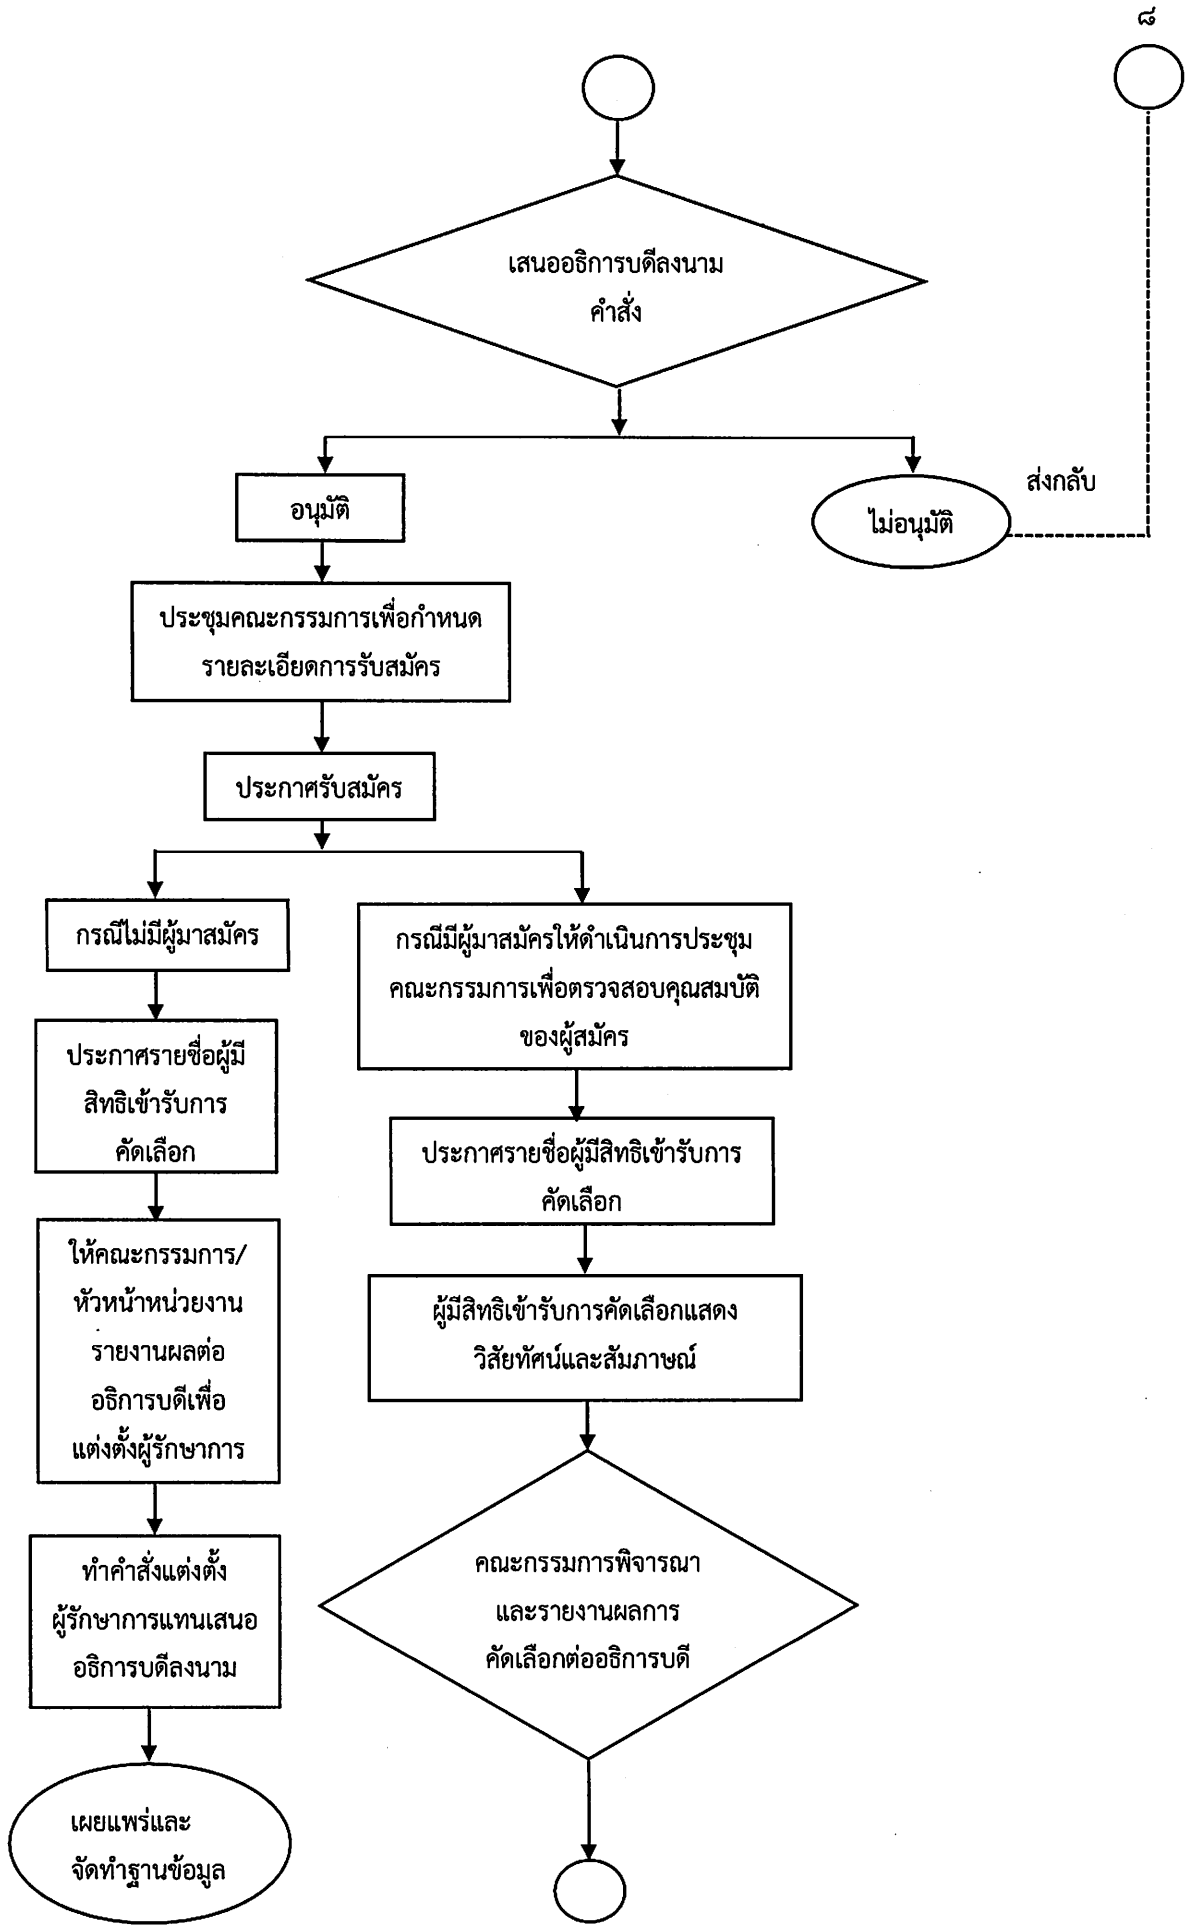 ๘
เสนออธิการบดีลงนาม
คำสั่ง
อนุมัติ
ไม่อนุมัติ
ส่งกลับ
ประชุมคณะกรรมการเพื่อกำหนด
รายละเอียดการรับสมัคร
ประกาศรับสมัคร
กรณีไม่มีผู้มาสมัคร
ประกาศรายชื่อผู้มี
สิทธิเข้ารับการ
คัดเลือก
ให้คณะกรรมการ/
หัวหน้าหน่วยงาน
รายงานผลต่อ
อธิการบดีเพื่อ
แต่งตั้งผู้รักษาการ
ทำคำสั่งแต่งตั้ง
ผู้รักษาการแทนเสนอ
อธิการบดีลงนาม
เผยแพร่และ
จัดทำฐานข้อมูล
กรณีมีผู้มาสมัครให้ดำเนินการประชุม
คณะกรรมการเพื่อตรวจสอบคุณสมบัติ
ของผู้สมัคร
ประกาศรายชื่อผู้มีสิทธิเข้ารับการ
คัดเลือก
ผู้มีสิทธิเข้ารับการคัดเลือกแสดง
วิสัยทัศน์และสัมภาษณ์
คณะกรรมการพิจารณา
และรายงานผลการ
คัดเลือกต่ออธิการบดี